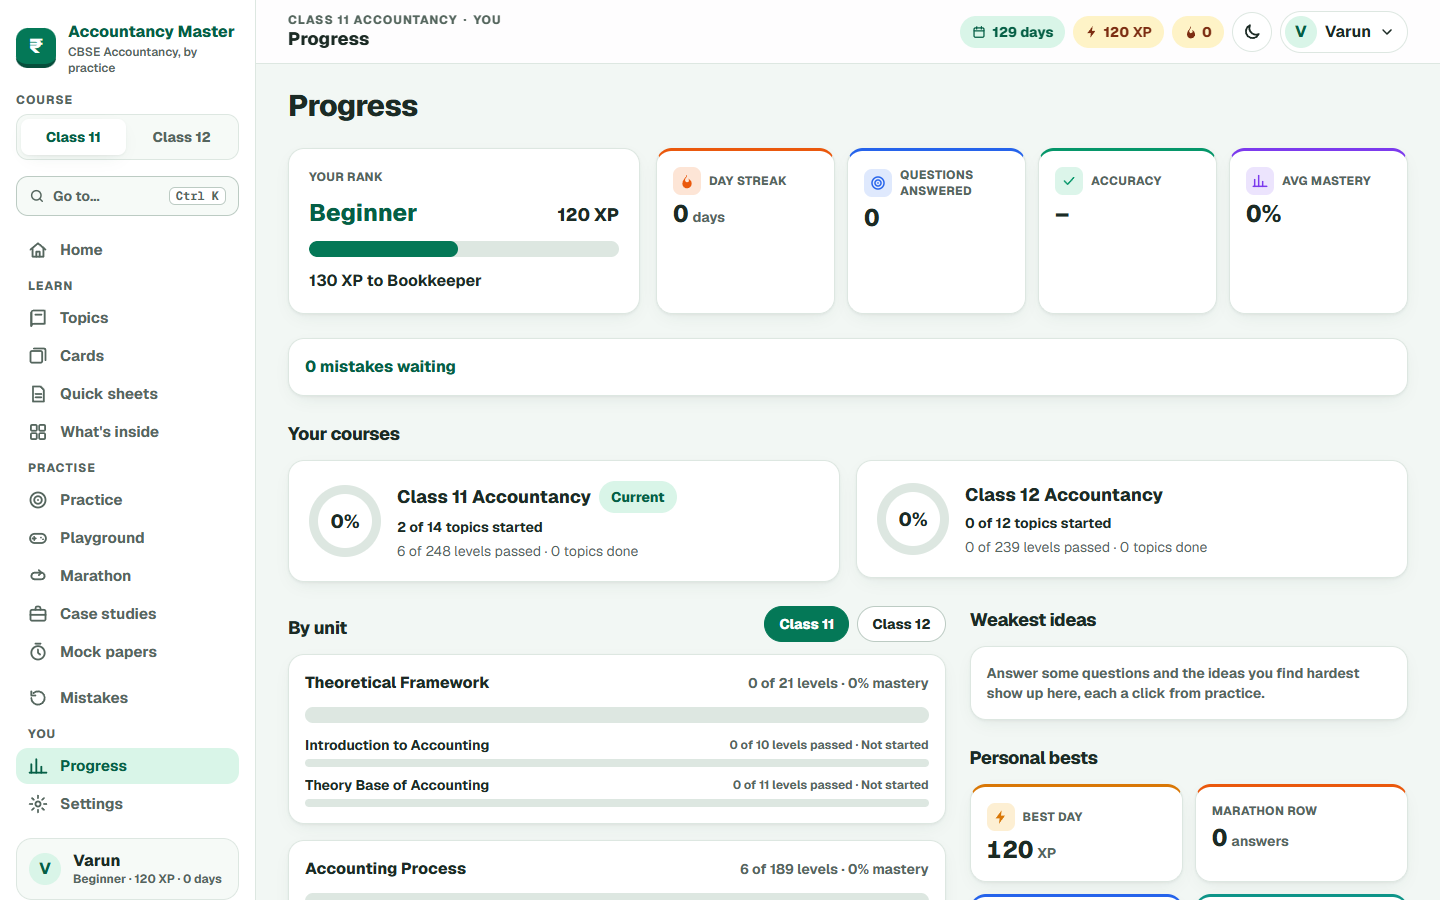 Accountancy Master
CBSE Accountancy, by
practice
COURSE
Class 11
Class 12
Go to...
Ctrl K
Home
LEARN
Topics
Cards
Quick sheets
What's inside
PRACTISE
Practice
Playground
Marathon
Case studies
Mock papers
Mistakes
YOU
Progress
Settings
V
Varun
Beginner · 120 XP · 0 days
CLASS 11 ACCOUNTANCY · YOU
Progress
129 days
120 XP
0
V
Varun
Progress
YOUR RANK
Beginner
120 XP
130 XP to Bookkeeper
DAY STREAK
0 days
QUESTIONS
ANSWERED
0
ACCURACY
–
AVG MASTERY
0%
0 mistakes waiting
Your courses
0%
Class 11 Accountancy
Current
2 of 14 topics started
6 of 248 levels passed · 0 topics done
0%
Class 12 Accountancy
0 of 12 topics started
0 of 239 levels passed · 0 topics done
By unit
Class 11
Class 12
Theoretical Framework
0 of 21 levels · 0% mastery
Introduction to Accounting
0 of 10 levels passed · Not started
Theory Base of Accounting
0 of 11 levels passed · Not started
Accounting Process
6 of 189 levels · 0% mastery
Weakest ideas
Answer some questions and the ideas you find hardest
show up here, each a click from practice.
Personal bests
BEST DAY
120 XP
MARATHON ROW
0 answers